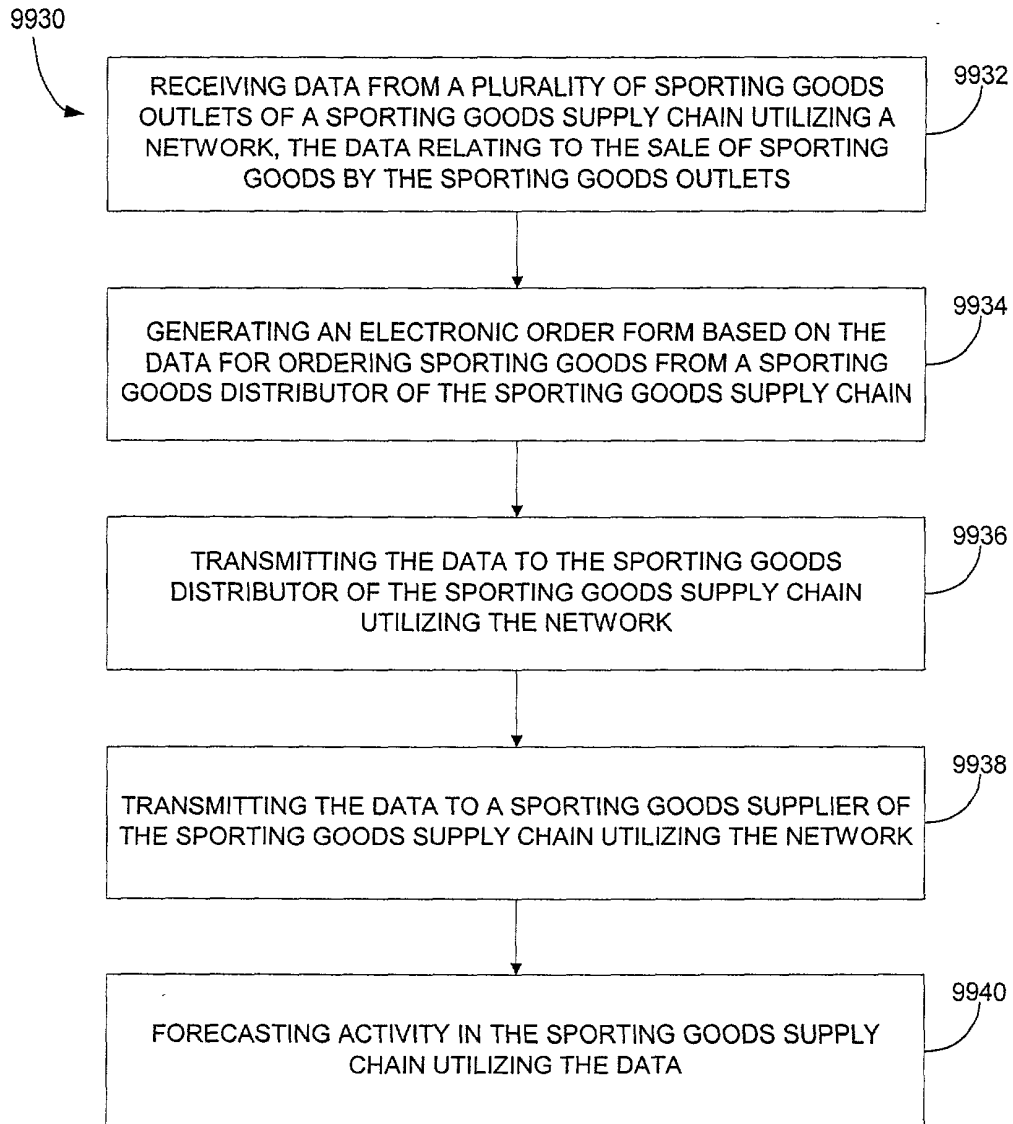 9930
RECEIVING DATA FROM A PLURALITY OF SPORTING GOODS
OUTLETS OF A SPORTING GOODS SUPPLY CHAIN UTILIZING A
NETWORK, THE DATA RELATING TO THE SALE OF SPORTING
GOODS BY THE SPORTING GOODS OUTLETS
9932
GENERATING AN ELECTRONIC ORDER FORM BASED ON THE
DATA FOR ORDERING SPORTING GOODS FROM A SPORTING
GOODS DISTRIBUTOR OF THE SPORTING GOODS SUPPLY CHAIN
9934
TRANSMITTING THE DATA TO THE SPORTING GOODS
DISTRIBUTOR OF THE SPORTING GOODS SUPPLY CHAIN
UTILIZING THE NETWORK
9936
TRANSMITTING THE DATA TO A SPORTING GOODS SUPPLIER OF
THE SPORTING GOODS SUPPLY CHAIN UTILIZING THE NETWORK
9938
FORECASTING ACTIVITY IN THE SPORTING GOODS SUPPLY
CHAIN UTILIZING THE DATA
9940